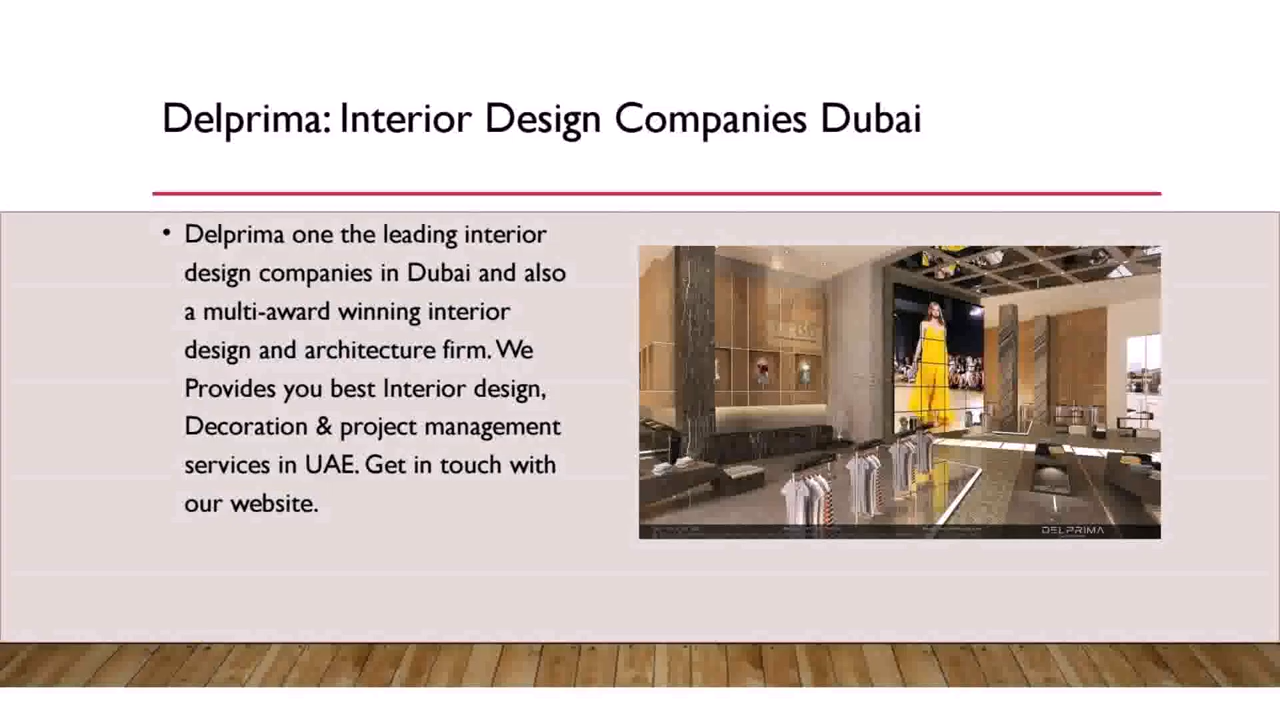 Delprima: Interior Design Companies Dubai
• Delprima one the leading interior
design companies in Dubai and also
a multi-award winning interior
design and architecture firm. We
Provides you best Interior design,
Decoration & project management
services in UAE. Get in touch with
our website.
DELPRIMA